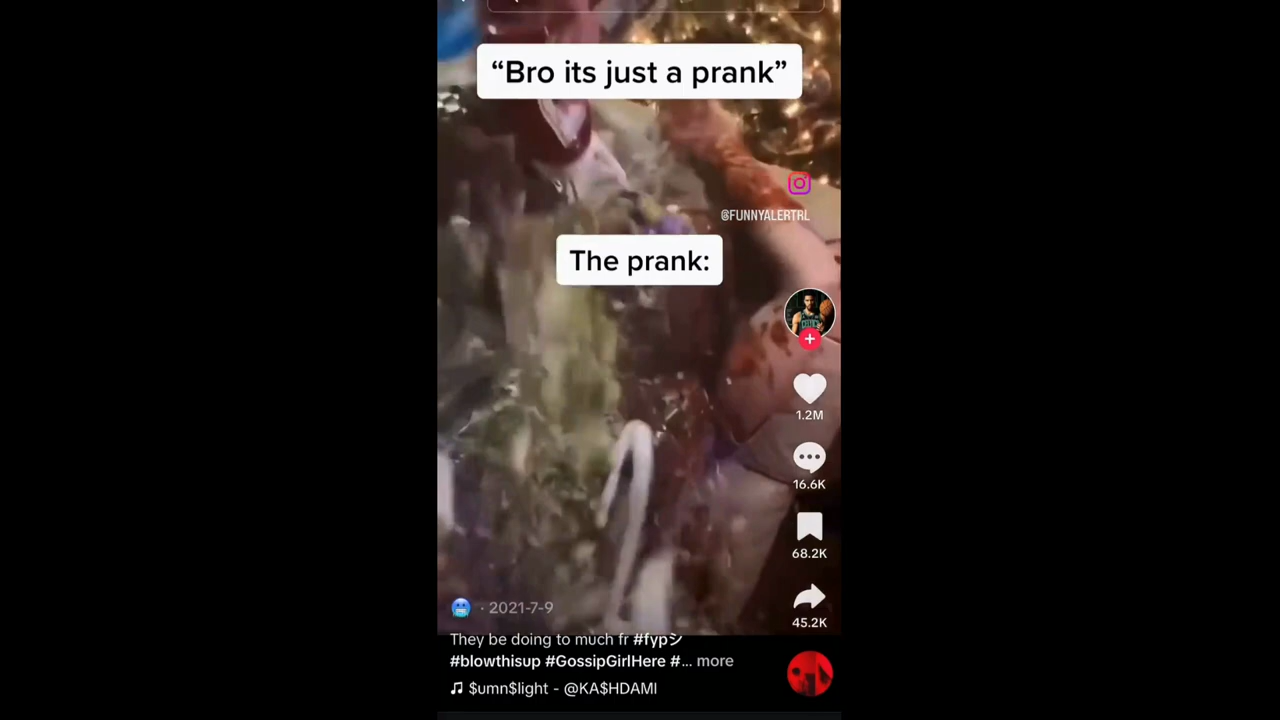 “Bro its just a prank”
@FUNNYALERTRL
The prank:
1.2M
16.6K
68.2K
45.2K
· 2021-7-9
They be doing to much fr #fypシ
#blowthisup #GossipGirlHere #... more
$umn$light - @KA$HDAMI